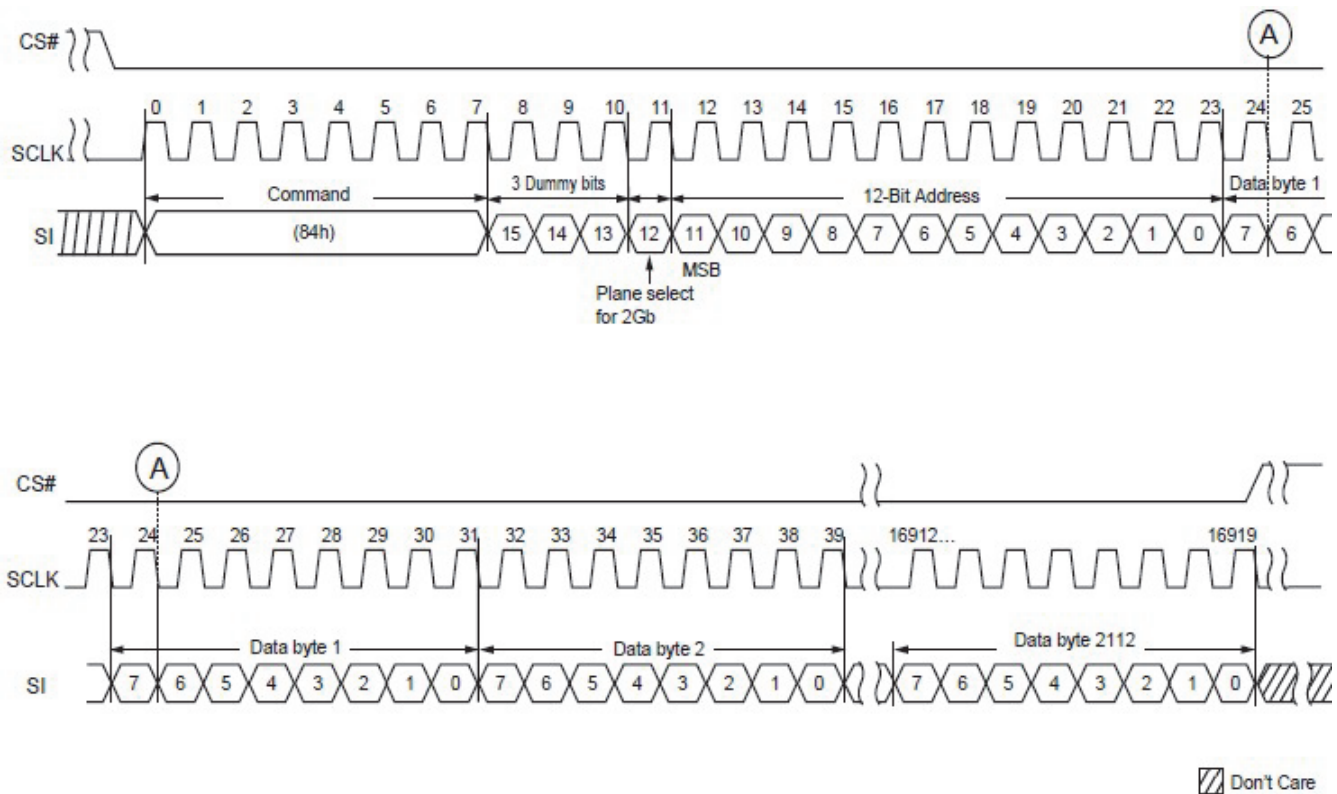 CS#
A
0 1 2 3 4 5 6 7 8 9 10 11 12 13 14 15 16 17 18 19 20 21 22 23 24 25
SCLK
Command 3 Dummy bits 12-Bit Address Data byte 1
SI (84h) 15 14 13 12 11 10 9 8 7 6 5 4 3 2 1 0 7 6
MSB
Plane select
for 2Gb
A
CS#
23 24 25 26 27 28 29 30 31 32 33 34 35 36 37 38 39 16912... 16919
SCLK
Data byte 1 Data byte 2 Data byte 2112
SI 7 6 5 4 3 2 1 0 7 6 5 4 3 2 1 0 7 6 5 4 3 2 1 0
Don't Care